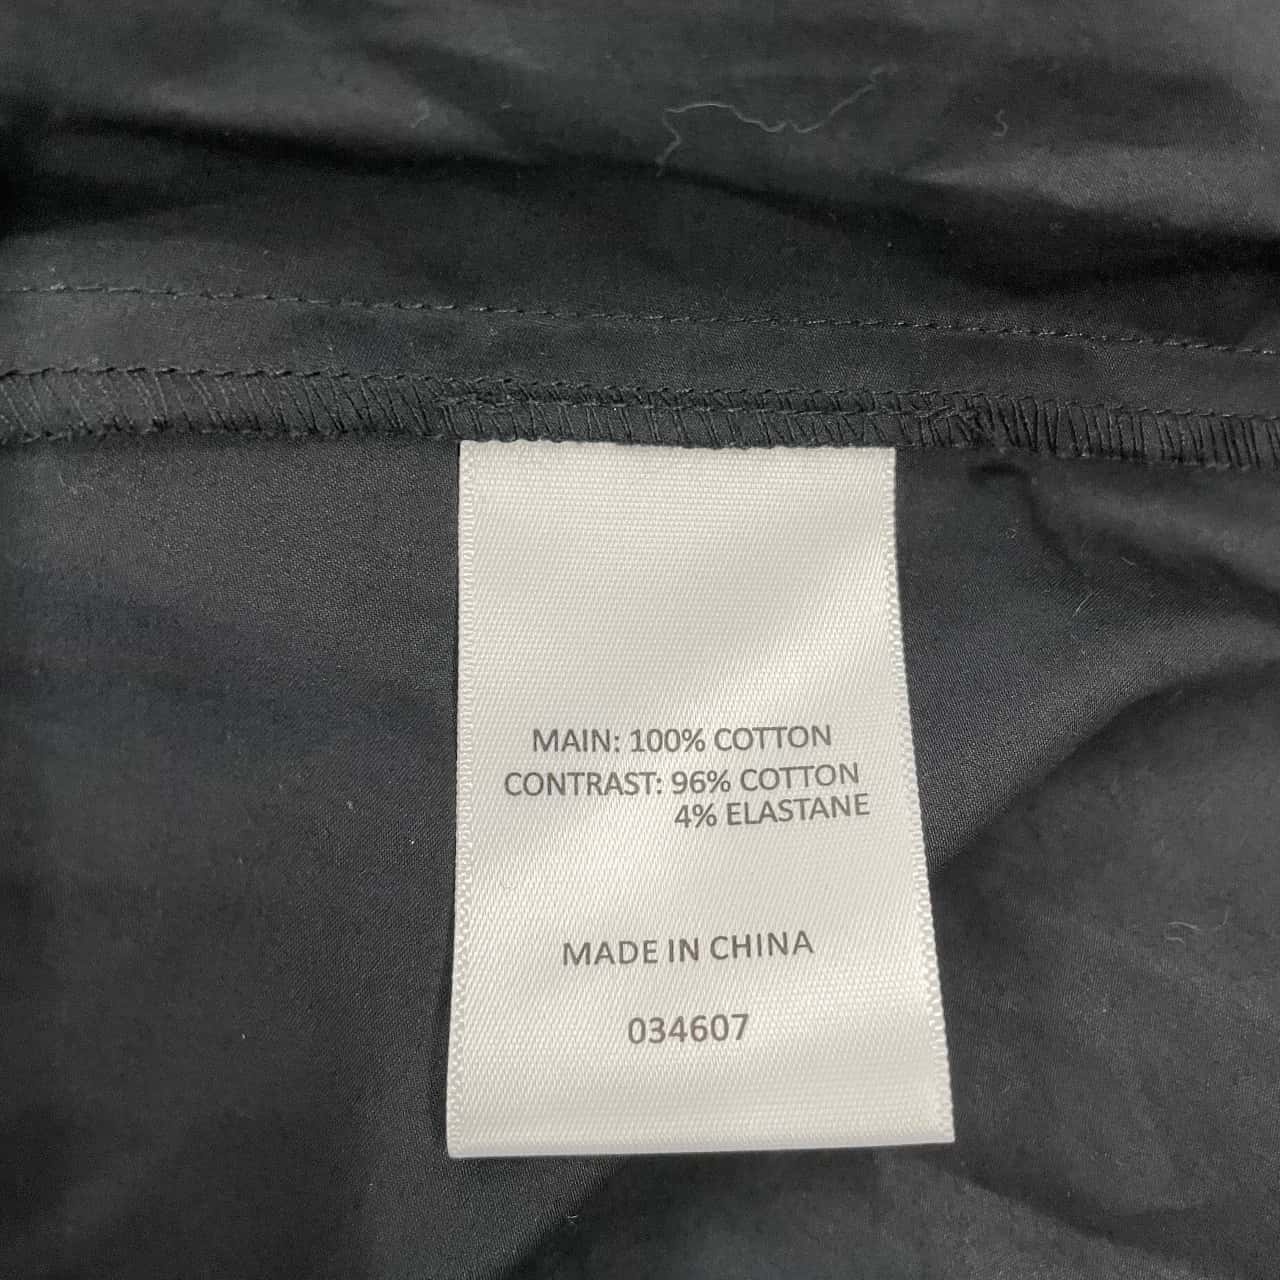 MAIN: 100% COTTON
CONTRAST: 96% COTTON
4% ELASTANE
MADE IN CHINA
034607